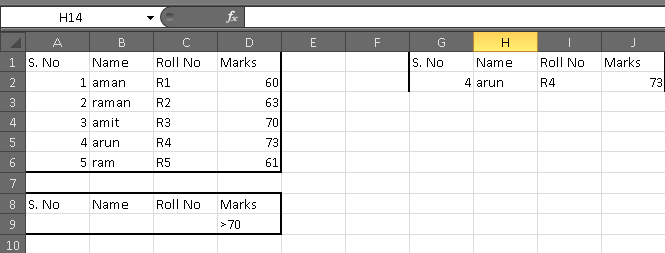 H14 fx
A B C D E F G H I J
1 S. No Name Roll No Marks S. No Name Roll No Marks
2 1 aman R1 60 4 arun R4 73
3 2 raman R2 63
4 3 amit R3 70
5 4 arun R4 73
6 5 ram R5 61
7
8 S. No Name Roll No Marks
9 >70
10